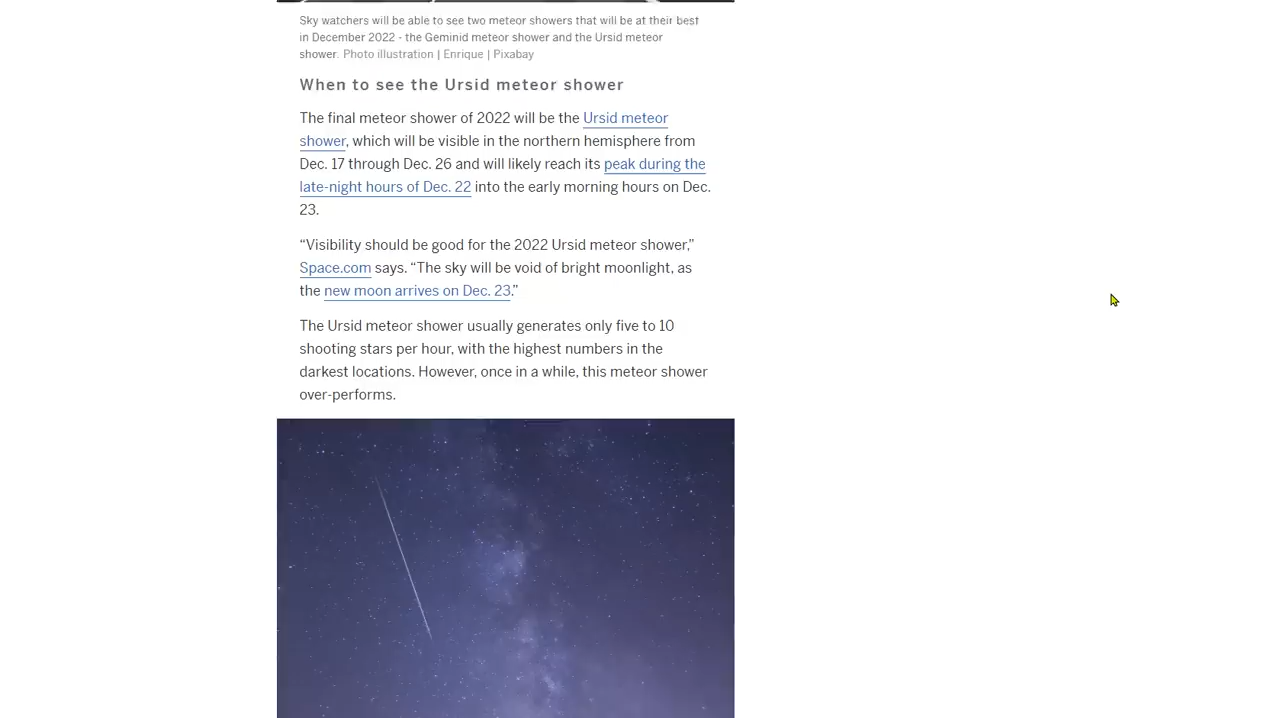 Sky watchers will be able to see two meteor showers that will be at their best
in December 2022 - the Geminid meteor shower and the Ursid meteor
shower. Photo illustration | Enrique | Pixabay
When to see the Ursid meteor shower
The final meteor shower of 2022 will be the Ursid meteor
shower, which will be visible in the northern hemisphere from
Dec. 17 through Dec. 26 and will likely reach its peak during the
late-night hours of Dec. 22 into the early morning hours on Dec.
23.
“Visibility should be good for the 2022 Ursid meteor shower,”
Space.com says. “The sky will be void of bright moonlight, as
the new moon arrives on Dec. 23.”
The Ursid meteor shower usually generates only five to 10
shooting stars per hour, with the highest numbers in the
darkest locations. However, once in a while, this meteor shower
over-performs.